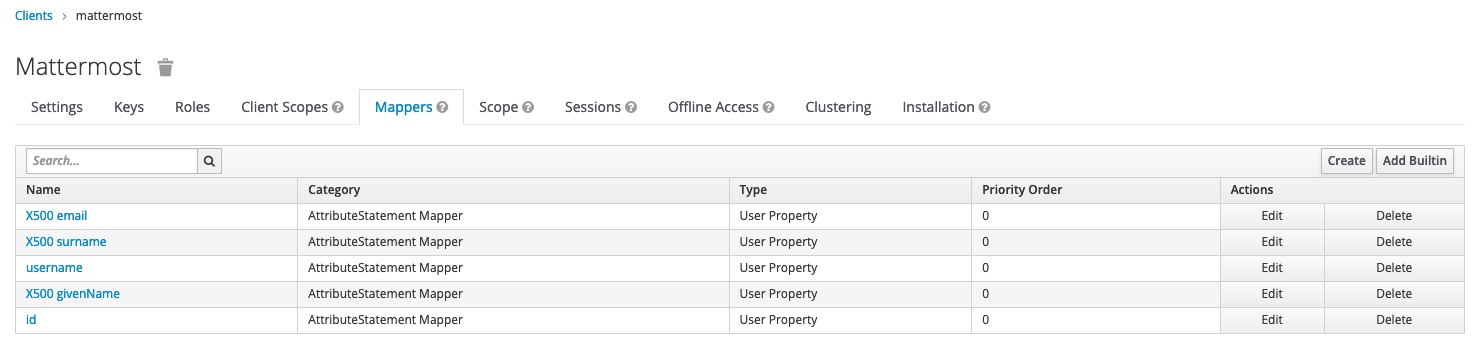 Clients > mattermost
Mattermost
Settings Keys Roles Client Scopes ? Mappers ? Scope ? Sessions ? Offline Access ? Clustering Installation ?
Search... Create Add Builtin
Name Category Type Priority Order Actions
X500 email AttributeStatement Mapper User Property 0 Edit Delete
X500 surname AttributeStatement Mapper User Property 0 Edit Delete
username AttributeStatement Mapper User Property 0 Edit Delete
X500 givenName AttributeStatement Mapper User Property 0 Edit Delete
id AttributeStatement Mapper User Property 0 Edit Delete